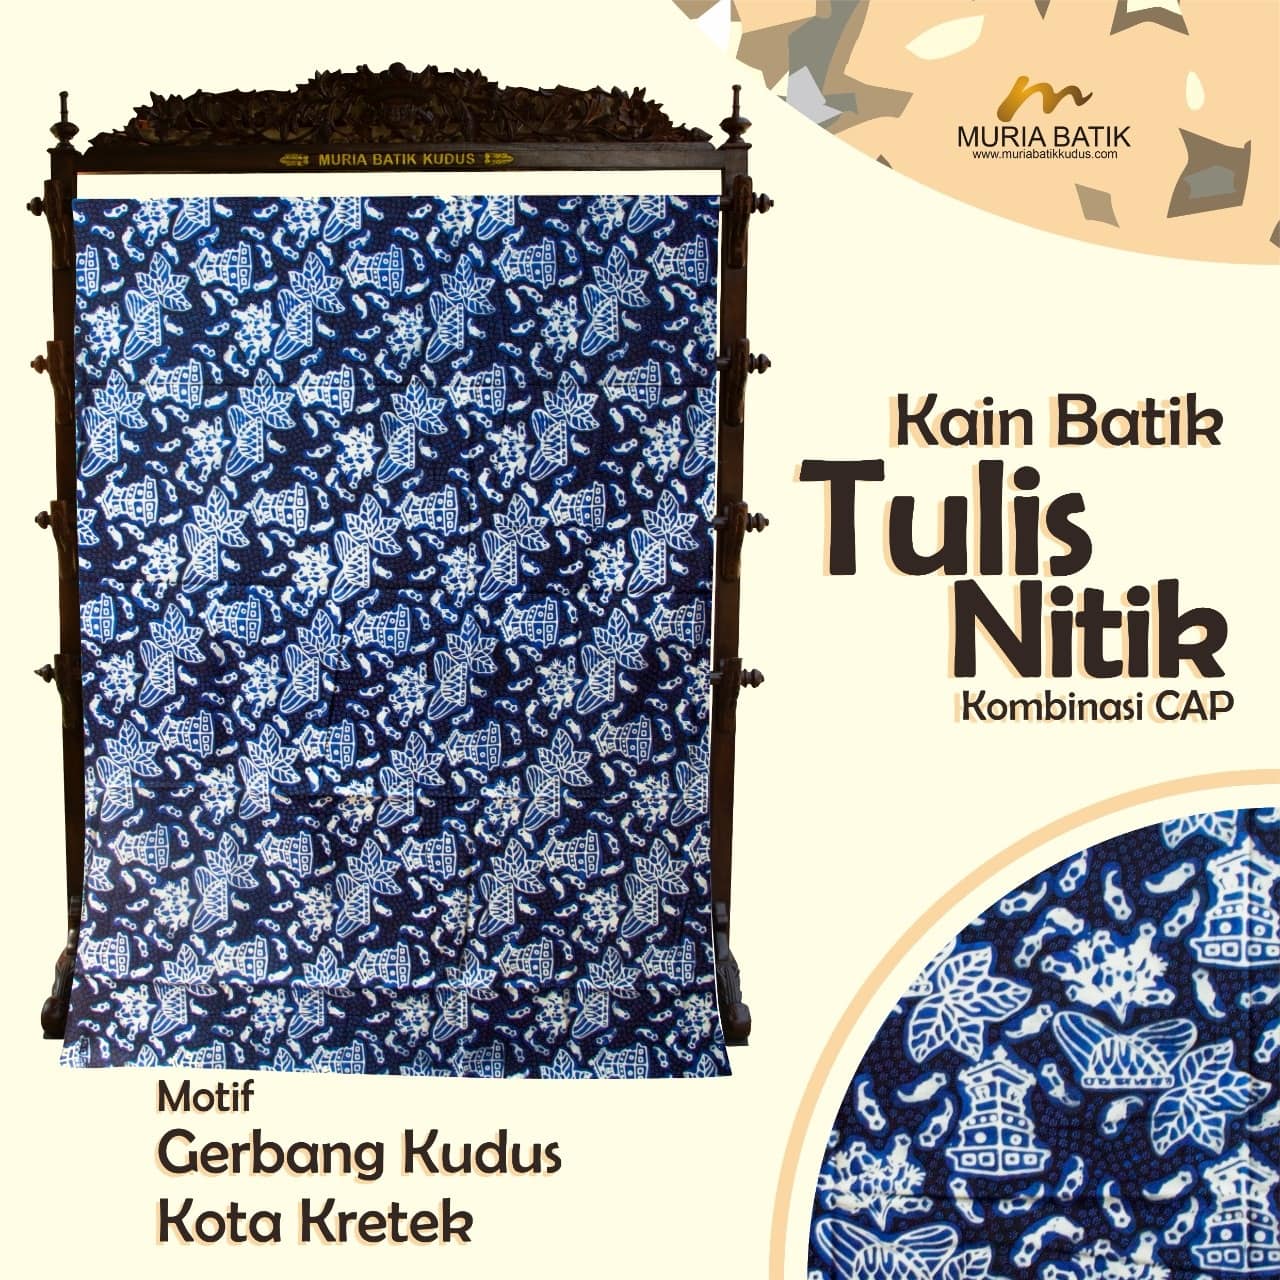 MURIA BATIK
www.muriabatikkudus.com
MURIA BATIK KUDUS
Kain Batik
Tulis
Nitik
Kombinasi CAP
Motif
Gerbang Kudus
Kota Kretek